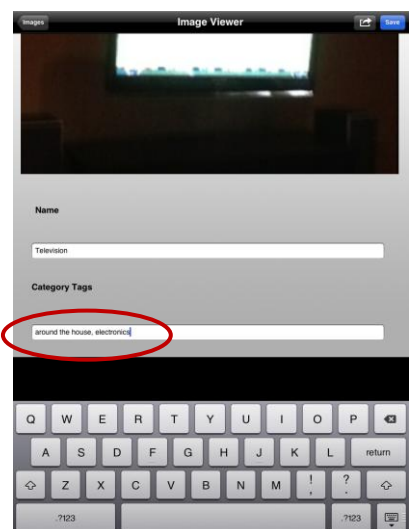 Images
Image Viewer
Save
Name
Television
Category Tags
around the house, electronics
Q W E R T Y U I O P
A S D F G H J K L return
Z X C V B N M ! , ? .
.?123 .?123